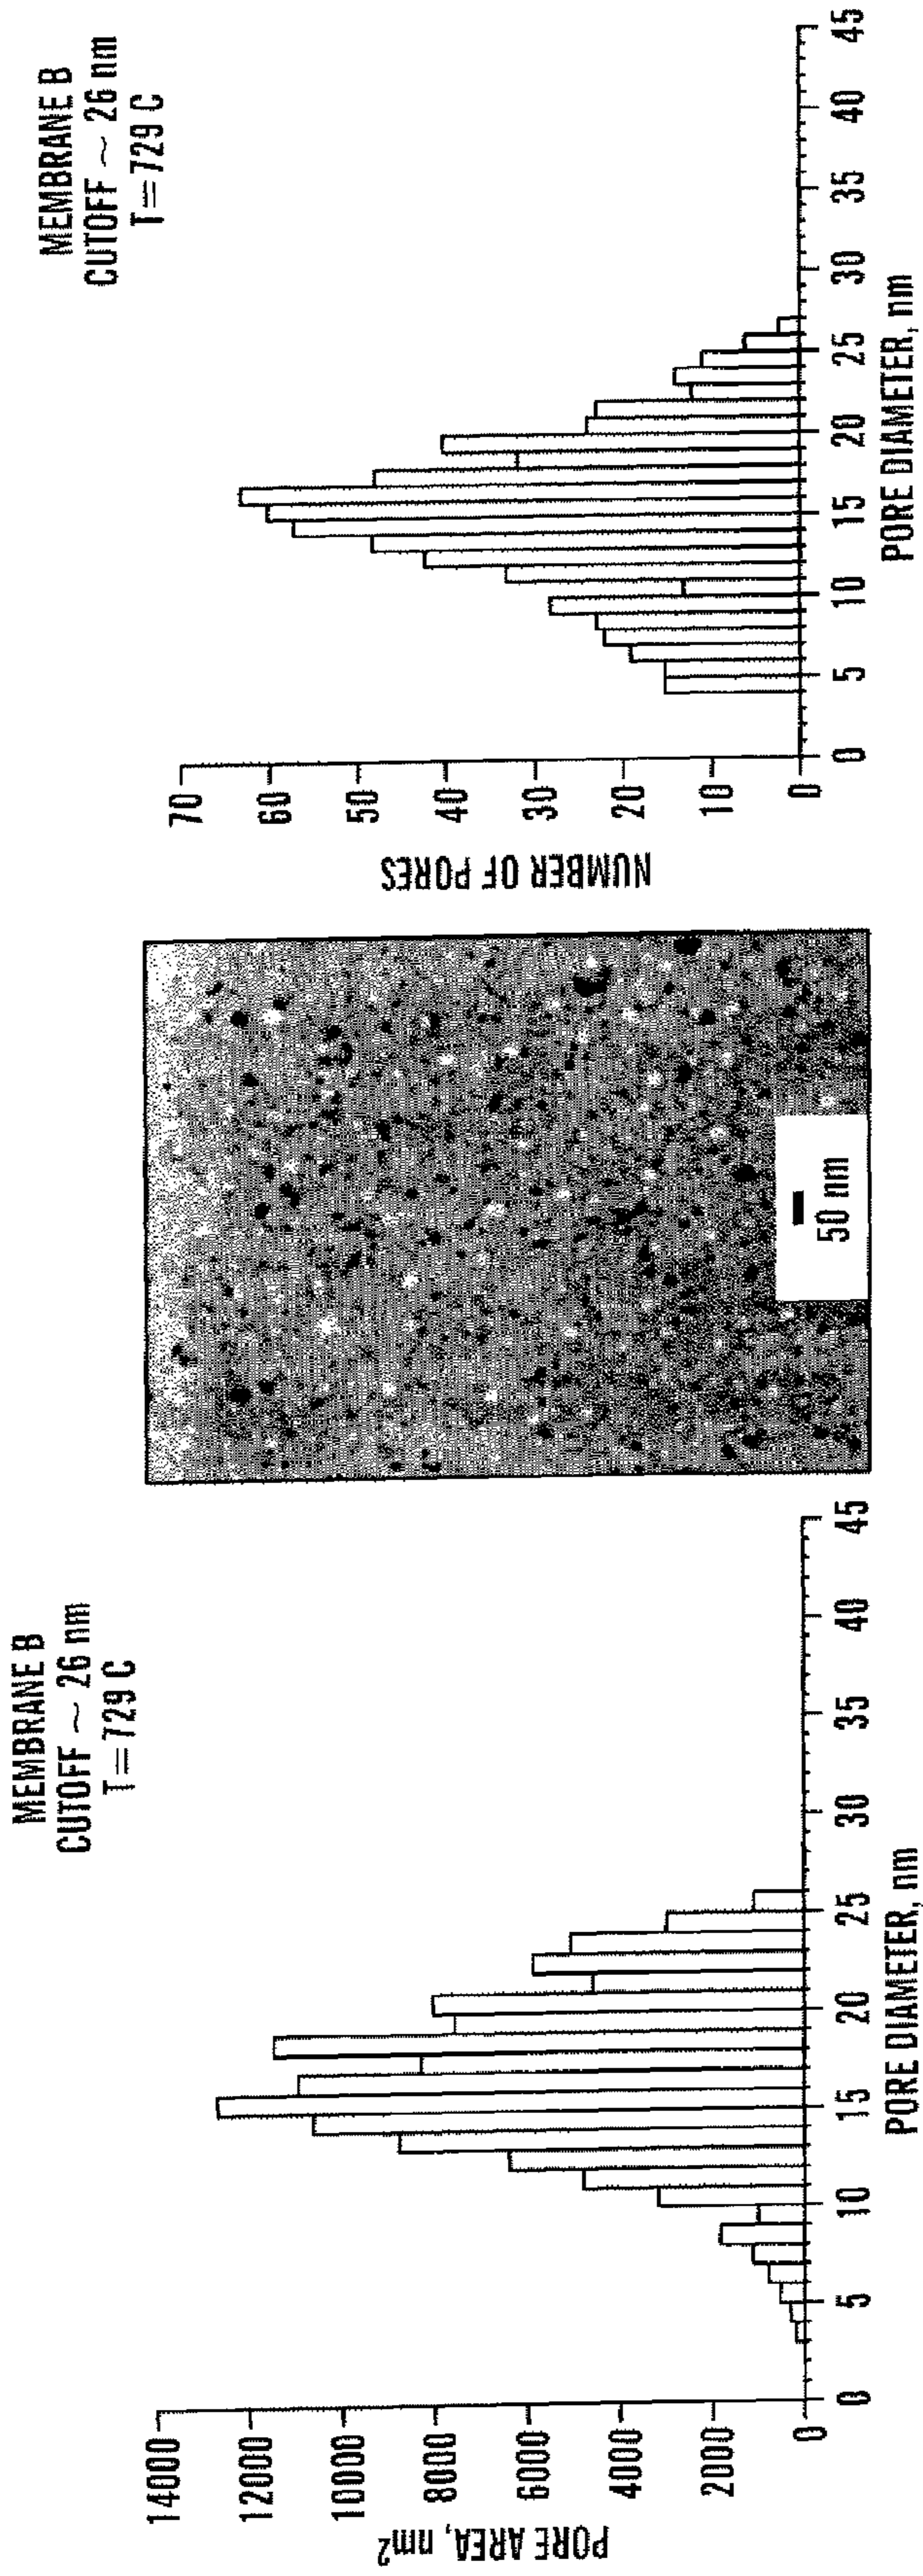 MEMBRANE B
CUTOFF ~ 26 nm
T=729 C
14000
12000
10000
8000
6000
4000
2000
0
PORE AREA, nm²
0 5 10 15 20 25 30 35 40 45
PORE DIAMETER, nm
50 nm
MEMBRANE B
CUTOFF ~ 26 nm
T=729 C
70
60
50
40
30
20
10
0
NUMBER OF PORES
0 5 10 15 20 25 30 35 40 45
PORE DIAMETER, nm